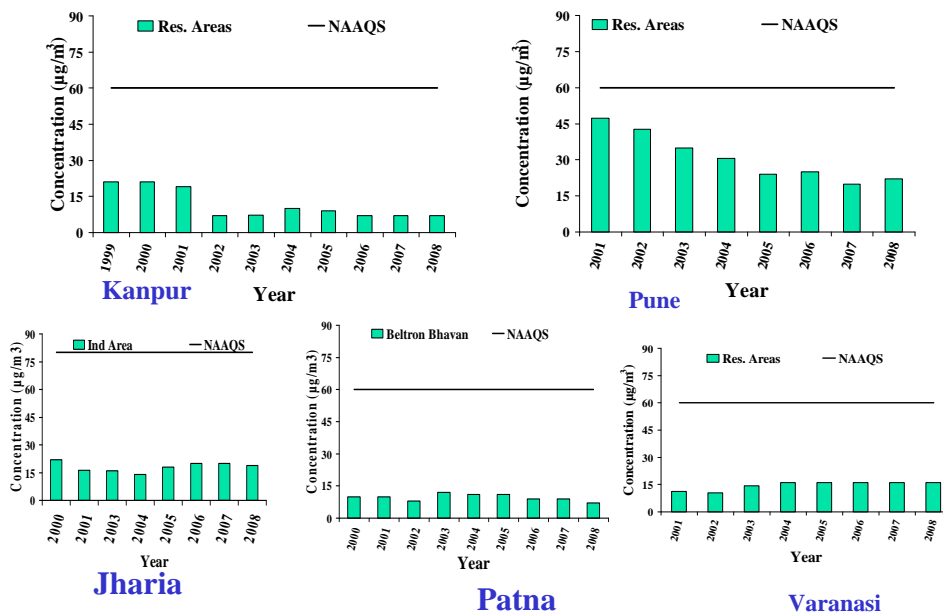 Res. Areas NAAQS
Concentration (µg/m³)
90
75
60
45
30
15
0
1999 2000 2001 2002 2003 2004 2005 2006 2007 2008
Kanpur Year
Res. Areas NAAQS
Concentration (µg/m³)
90
75
60
45
30
15
0
2001 2002 2003 2004 2005 2006 2007 2008
Pune Year
Ind Area NAAQS
Concentration (µg/m3)
90
75
60
45
30
15
0
2000 2001 2003 2004 2005 2006 2007 2008
Year
Jharia
Beltron Bhavan NAAQS
Concentration (µg/m3)
90
75
60
45
30
15
0
2000 2001 2002 2003 2004 2005 2006 2007 2008
Year
Patna
Res. Areas NAAQS
Concentration (µg/m³)
90
75
60
45
30
15
0
2001 2002 2003 2004 2005 2006 2007 2008
Year
Varanasi